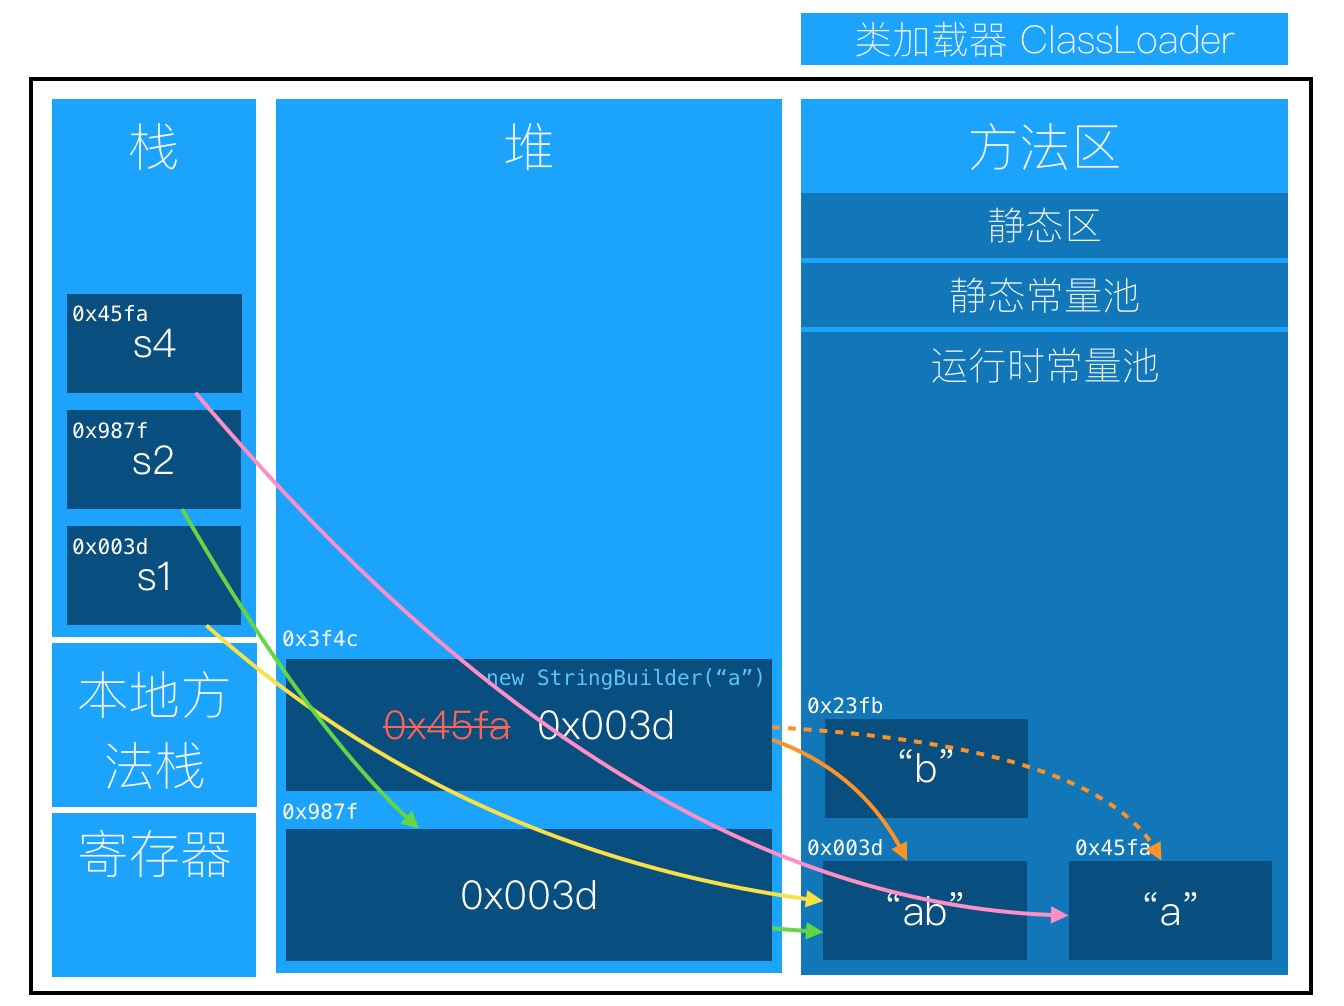 类加载器 ClassLoader
栈
堆
方法区
静态区
静态常量池
运行时常量池
0x45fa
s4
0x987f
s2
0x003d
s1
本地方
法栈
寄存器
0x3f4c
new StringBuilder(“a”)
0x45fa 0x003d
0x987f
0x003d
0x23fb
“b”
0x003d
“ab”
0x45fa
“a”